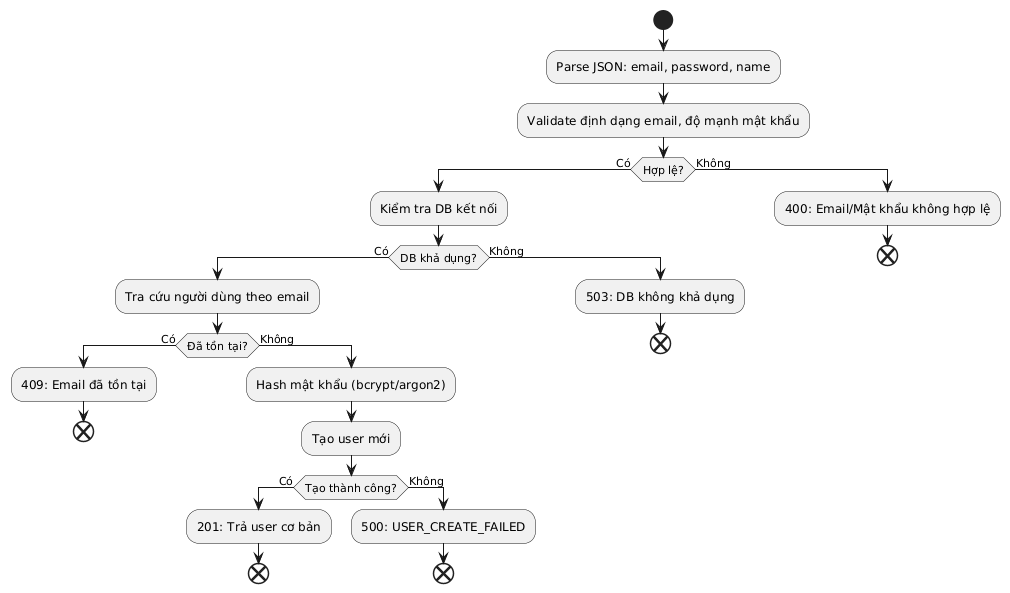 Parse JSON: email, password, name
Validate định dạng email, độ mạnh mật khẩu
Có
Hợp lệ?
Không
Kiểm tra DB kết nối
400: Email/Mật khẩu không hợp lệ
Có
DB khả dụng?
Không
Tra cứu người dùng theo email
503: DB không khả dụng
Có
Đã tồn tại?
Không
409: Email đã tồn tại
Hash mật khẩu (bcrypt/argon2)
Tạo user mới
Có
Tạo thành công?
Không
201: Trả user cơ bản
500: USER_CREATE_FAILED